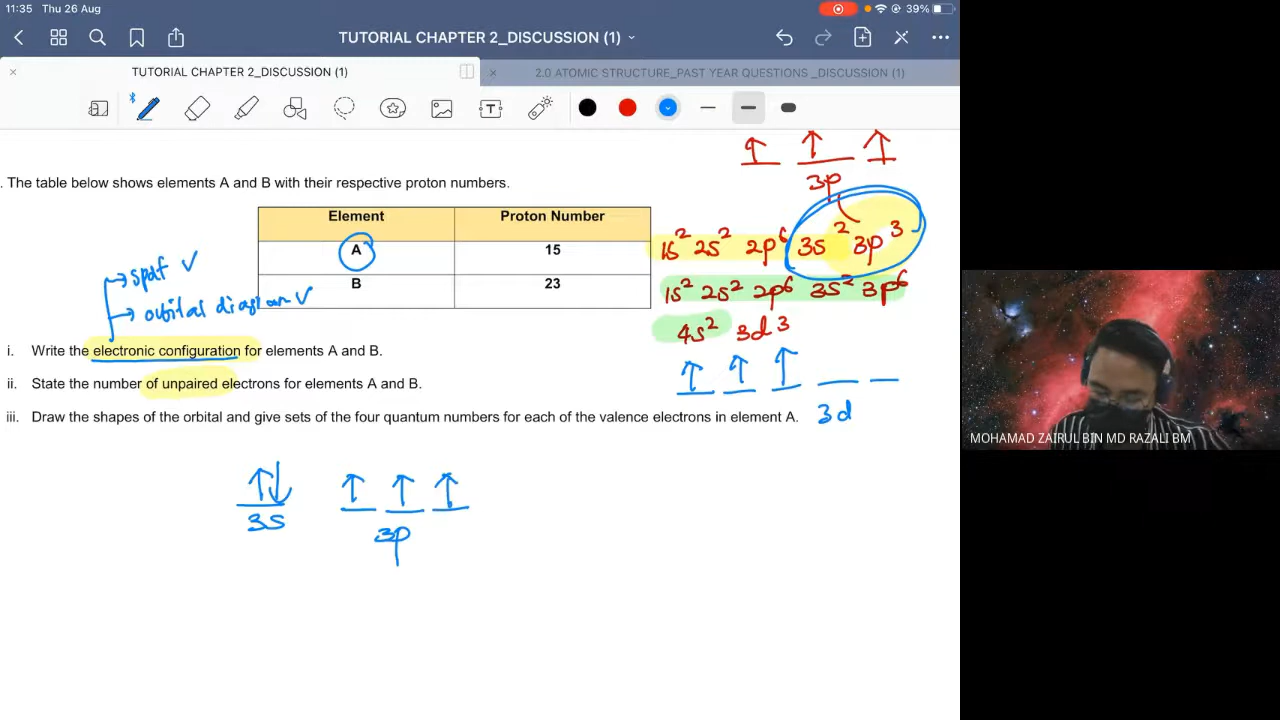 11:35 Thu 26 Aug
39%
TUTORIAL CHAPTER 2_DISCUSSION (1)
TUTORIAL CHAPTER 2_DISCUSSION (1)
2.0 ATOMIC STRUCTURE_PAST YEAR QUESTIONS _DISCUSSION (1)
↑ ↑ ↑
3p
. The table below shows elements A and B with their respective proton numbers.
Element Proton Number
A 15
1s² 2s² 2p⁶ 3s² 3p³
B 23
1s² 2s² 2p⁶ 3s² 3p⁶
4s² 3d³
→ spdf ✓
→ orbital diagram ✓
i. Write the electronic configuration for elements A and B.
↑ ↑ ↑
3d
ii. State the number of unpaired electrons for elements A and B.
iii. Draw the shapes of the orbital and give sets of the four quantum numbers for each of the valence electrons in element A.
↑↓ ↑ ↑ ↑
3s 3p
MOHAMAD ZAIRUL BIN MD RAZALI BM